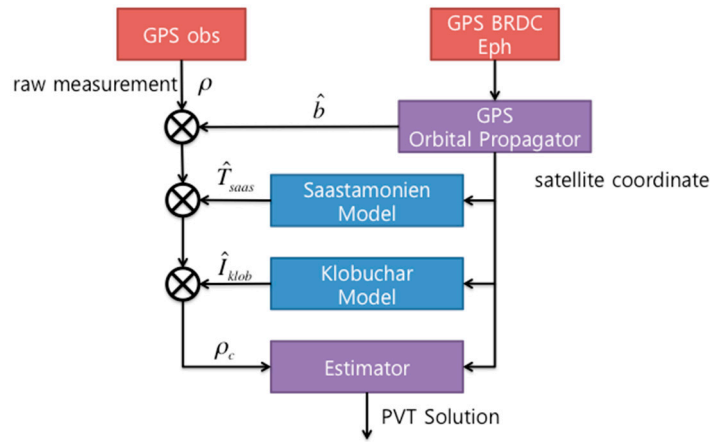 GPS obs
GPS BRDC
Eph
raw measurement
ρ
b̂
GPS
Orbital Propagator
T̂saas
Saastamonien
Model
satellite coordinate
Îklob
Klobuchar
Model
ρc
Estimator
PVT Solution